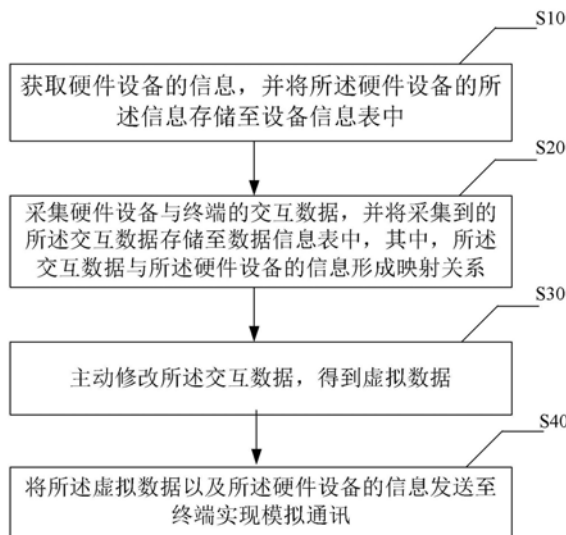 S10
获取硬件设备的信息，并将所述硬件设备的所
述信息存储至设备信息表中
S20
采集硬件设备与终端的交互数据，并将采集到的
所述交互数据存储至数据信息表中，其中，所述
交互数据与所述硬件设备的信息形成映射关系
S30
主动修改所述交互数据，得到虚拟数据
S40
将所述虚拟数据以及所述硬件设备的信息发送至
终端实现模拟通讯